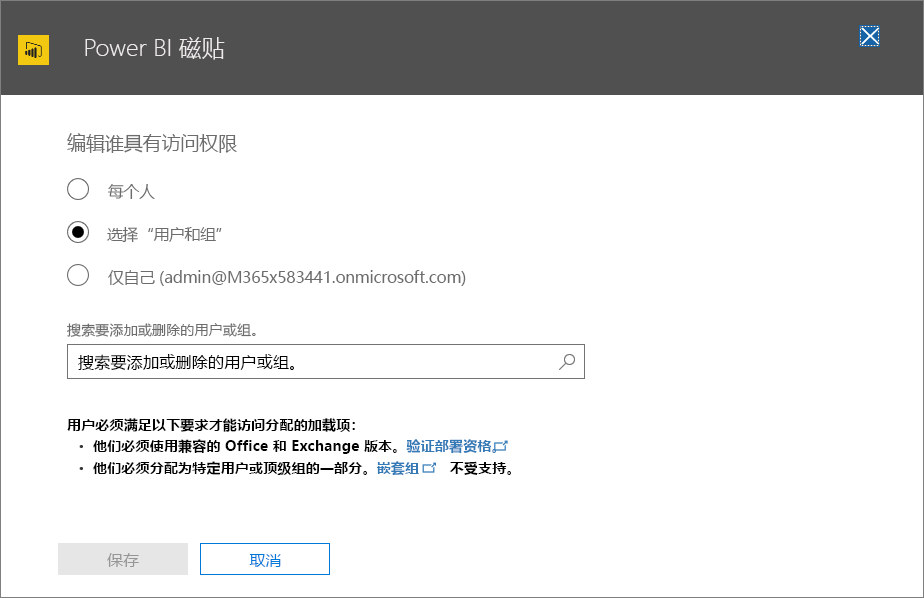 Power BI 磁贴
编辑谁具有访问权限
每个人
选择“用户和组”
仅自己 (admin@M365x583441.onmicrosoft.com)
搜索要添加或删除的用户或组。
搜索要添加或删除的用户或组。
用户必须满足以下要求才能访问分配的加载项：
• 他们必须使用兼容的 Office 和 Exchange 版本。验证部署资格
• 他们必须分配为特定用户或顶级组的一部分。嵌套组 不受支持。
保存 取消